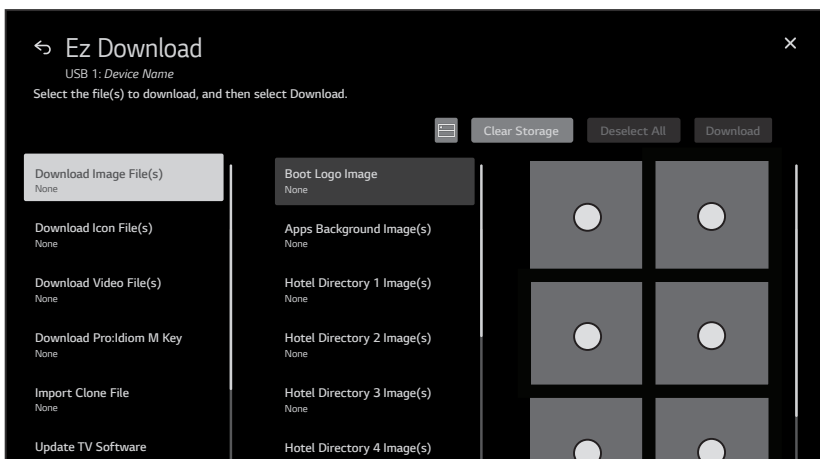 Ez Download
USB 1: Device Name
Select the file(s) to download, and then select Download.
Clear Storage
Deselect All
Download
Download Image File(s)
None
Download Icon File(s)
None
Download Video File(s)
None
Download Pro:Idiom M Key
None
Import Clone File
None
Update TV Software
Boot Logo Image
None
Apps Background Image(s)
None
Hotel Directory 1 Image(s)
None
Hotel Directory 2 Image(s)
None
Hotel Directory 3 Image(s)
None
Hotel Directory 4 Image(s)